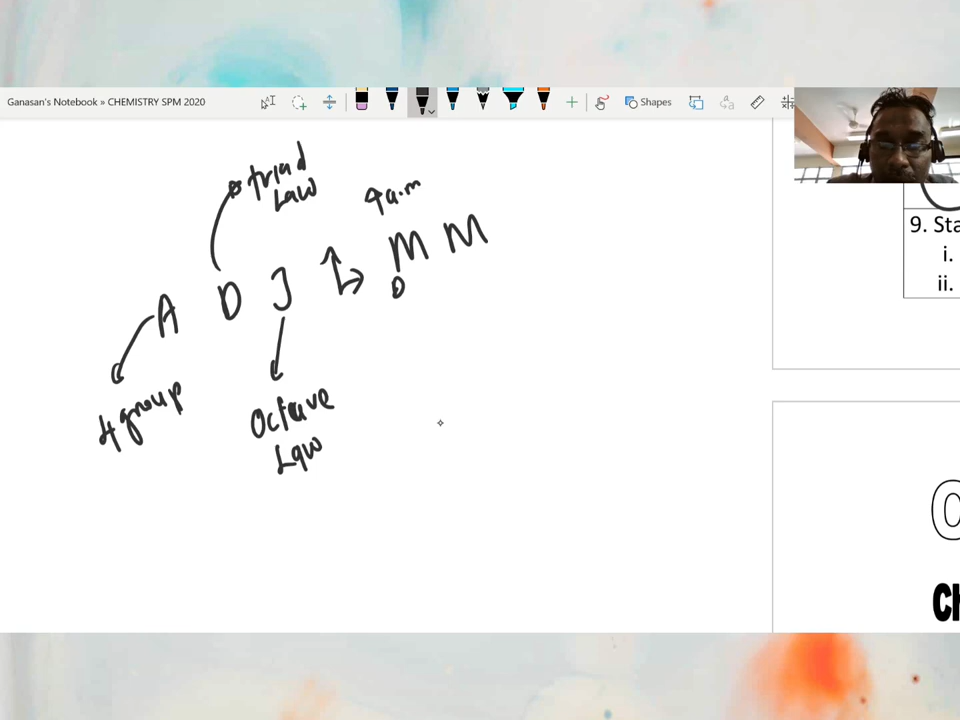 Ganasan's Notebook » CHEMISTRY SPM 2020
Shapes
triad
Law
a.m
A D J M M
4 group
Octave
Law
9. Sta
i.
ii.
Ch